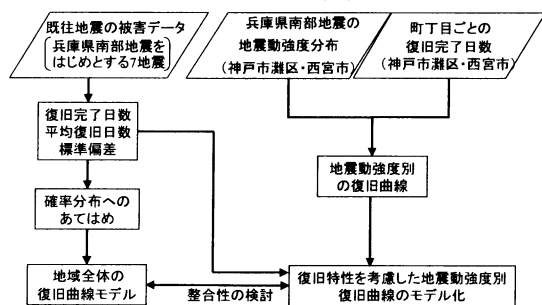 既往地震の被害データ
兵庫県南部地震を
はじめとする7地震
兵庫県南部地震の
地震動強度分布
(神戸市灘区・西宮市)
町丁目ごとの
復旧完了日数
(神戸市灘区・西宮市)
復旧完了日数
平均復旧日数
標準偏差
地震動強度別
の復旧曲線
確率分布への
あてはめ
地域全体の
復旧曲線モデル
整合性の検討
復旧特性を考慮した地震動強度別
復旧曲線のモデル化